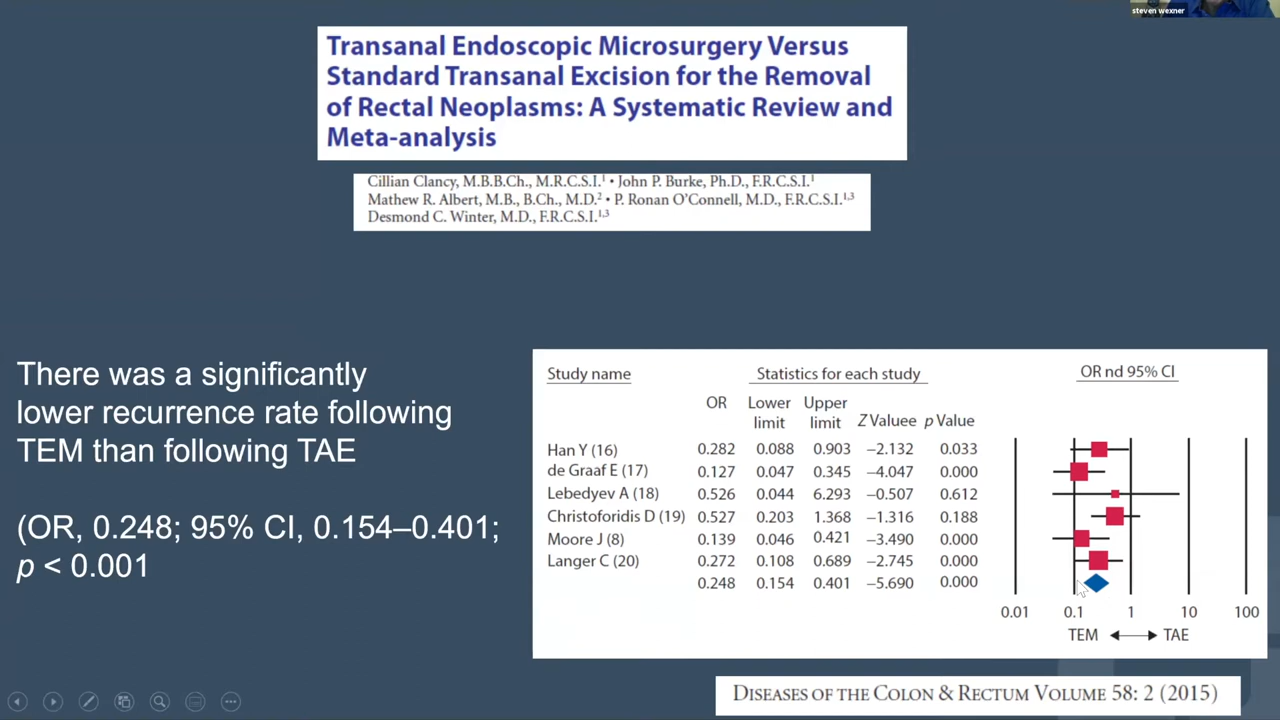 steven wexner
Transanal Endoscopic Microsurgery Versus
Standard Transanal Excision for the Removal
of Rectal Neoplasms: A Systematic Review and
Meta-analysis
Cillian Clancy, M.B.B.Ch., M.R.C.S.I.¹ • John P. Burke, Ph.D., F.R.C.S.I.¹
Mathew R. Albert, M.B., B.Ch., M.D.² • P. Ronan O'Connell, M.D., F.R.C.S.I.¹,³
Desmond C. Winter, M.D., F.R.C.S.I.¹,³
There was a significantly
lower recurrence rate following
TEM than following TAE
(OR, 0.248; 95% CI, 0.154–0.401;
p < 0.001
Study name Statistics for each study OR nd 95% CI
OR Lower limit Upper limit Z Valuee p Value
Han Y (16) 0.282 0.088 0.903 −2.132 0.033
de Graaf E (17) 0.127 0.047 0.345 −4.047 0.000
Lebedyev A (18) 0.526 0.044 6.293 −0.507 0.612
Christoforidis D (19) 0.527 0.203 1.368 −1.316 0.188
Moore J (8) 0.139 0.046 0.421 −3.490 0.000
Langer C (20) 0.272 0.108 0.689 −2.745 0.000
0.248 0.154 0.401 −5.690 0.000
0.01 0.1 1 10 100
TEM TAE
DISEASES OF THE COLON & RECTUM VOLUME 58: 2 (2015)